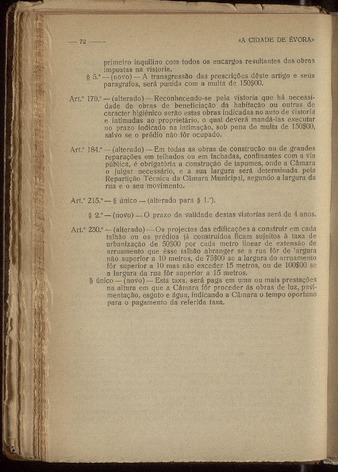 — 72 — «A CIDADE DE ÉVORA»
primeiro inquilino com todos os encargos resultantes das obras
impostas na vistoria.
§ 5.º — (novo) — A transgressão das prescrições dêste artigo e seus
parágrafos, será punida com a multa de 150$00.
Art.º 179.º — (alterado) — Reconhecendo-se pela vistoria que há necessi-
dade de obras de beneficiação da habitação ou outras de
carácter higiénico serão estas obras indicadas no auto de vistoria
e intimadas ao proprietário, o qual deverá mandá-las executar
no prazo indicado na intimação, sob pena de multa de 150$00,
salvo se o prédio não fôr ocupado.
Art.º 184.º — (alterado) — Em todas as obras de construção ou de grandes
reparações em telhados ou em fachadas, confinantes com a via
pública, é obrigatória a construção de tapumes, onde a Câmara
o julgar necessário, e a sua largura será determinada pela
Repartição Técnica da Câmara Municipal, segundo a largura da
rua e o seu movimento.
Art.º 215.º — § único — (alterado para § 1.º).
§ 2.º — (novo) — O prazo de validade destas vistorias será de 4 anos.
Art.º 230.º — (alterado) — Os projectos das edificações a construir em cada
talhão ou os prédios já construídos ficam sujeitos à taxa de
urbanização de 50$00 por cada metro linear de extensão de
arruamento que êsse talhão abranger se a rua fôr de largura
não superior a 10 metros, de 75$00 se a largura do arruamento
fôr superior a 10 mas não exceder 15 metros, ou de 100$00 se
a largura da rua fôr superior a 15 metros.
§ único — (novo) — Esta taxa, será paga em uma ou mais prestações
na altura em que a Câmara fôr proceder às obras de luz, pavi-
mentação, esgoto e água, indicando a Câmara o tempo oportuno
para o pagamento da referida taxa.